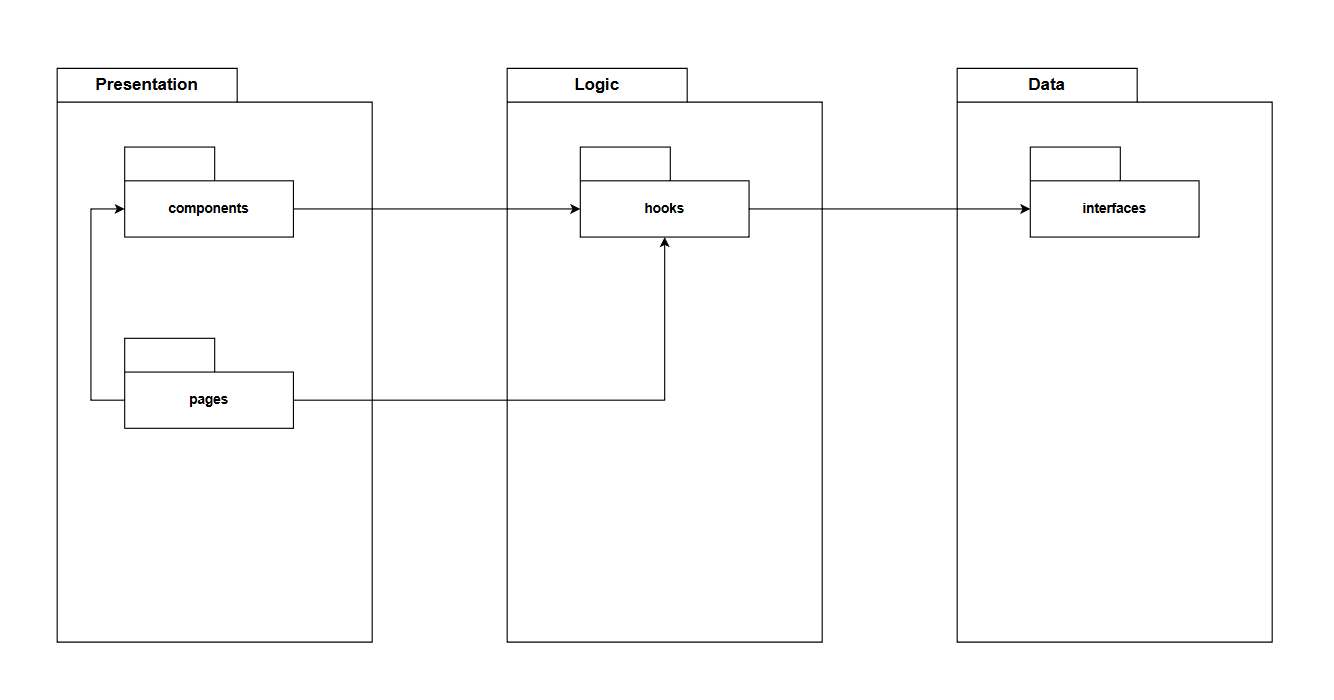 Presentation
Logic
Data
components
hooks
interfaces
pages